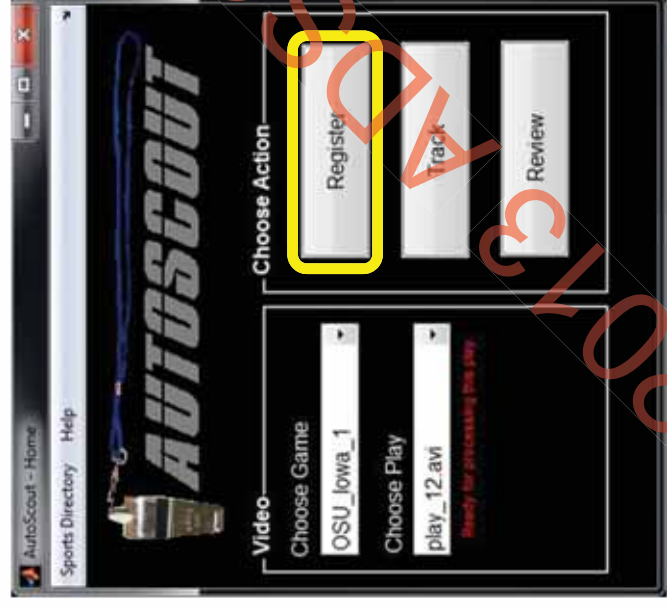 AutoScout - Home
Sports Directory Help
AUTOSCOUT
Video
Choose Game
OSU_Iowa_1
Choose Play
play_12.avi
Ready for processing this play.
Choose Action
Register
Track
Review